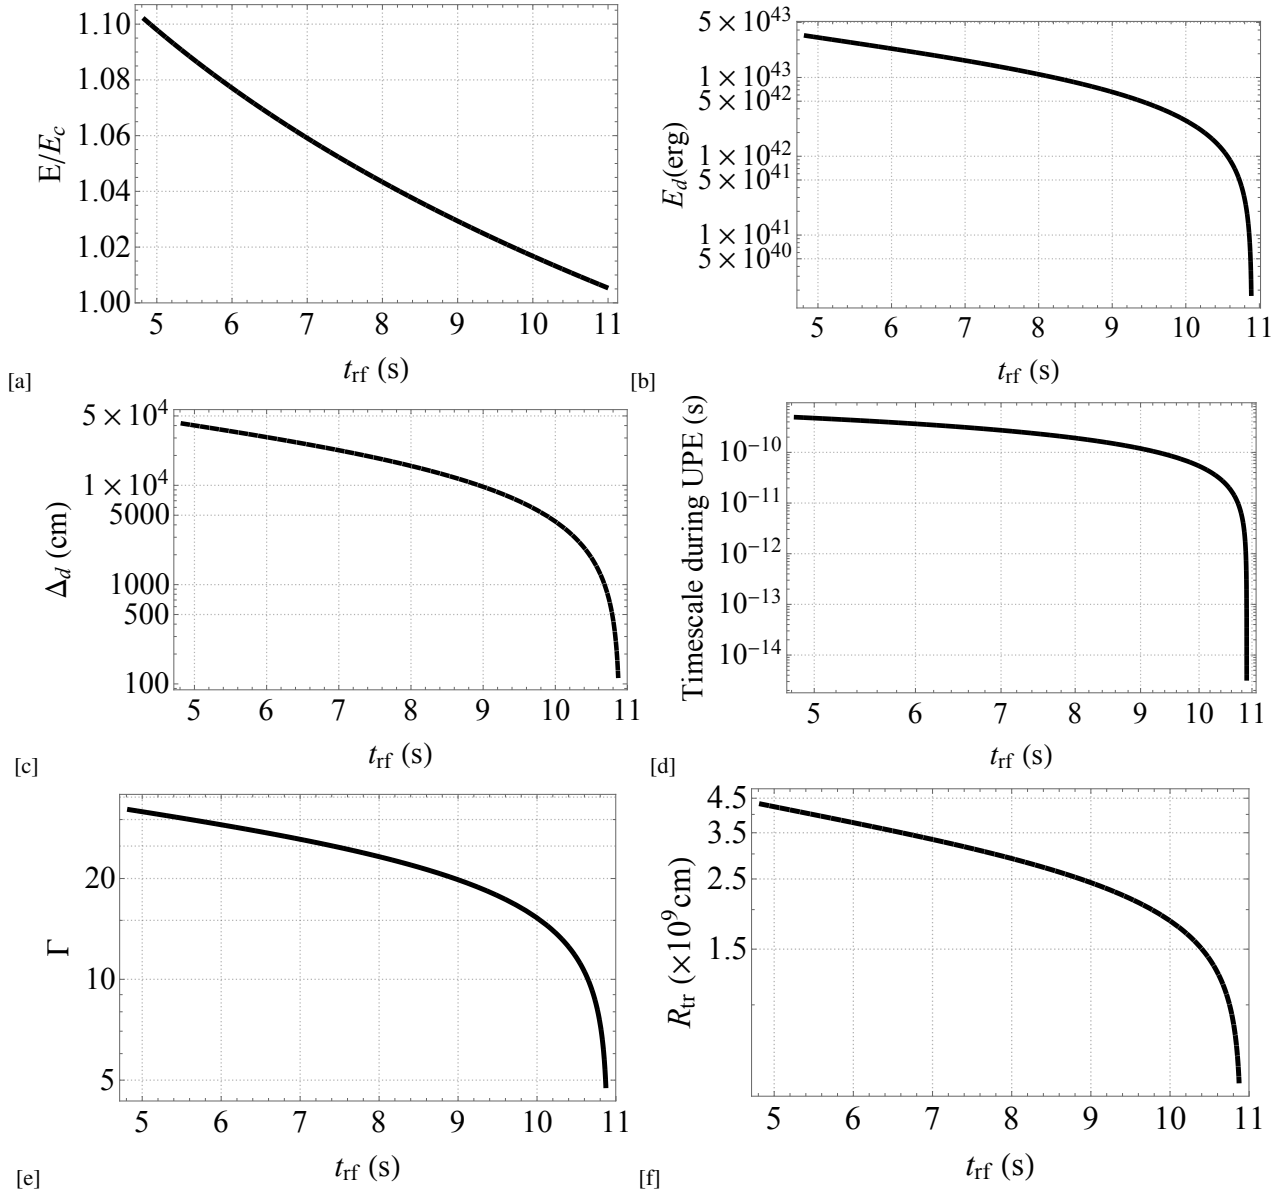 E/E_c
1.10
1.08
1.06
1.04
1.02
1.00
5 6 7 8 9 10 11
t_rf (s)
[a]
E_d(erg)
5×10^43
1×10^43
5×10^42
1×10^42
5×10^41
1×10^41
5×10^40
5 6 7 8 9 10 11
t_rf (s)
[b]
Δ_d (cm)
5×10^4
1×10^4
5000
1000
500
100
5 6 7 8 9 10 11
t_rf (s)
[c]
Timescale during UPE (s)
10^-10
10^-11
10^-12
10^-13
10^-14
5 6 7 8 9 10 11
t_rf (s)
[d]
Γ
20
10
5
5 6 7 8 9 10 11
t_rf (s)
[e]
R_tr (×10^9cm)
4.5
3.5
2.5
1.5
5 6 7 8 9 10 11
t_rf (s)
[f]